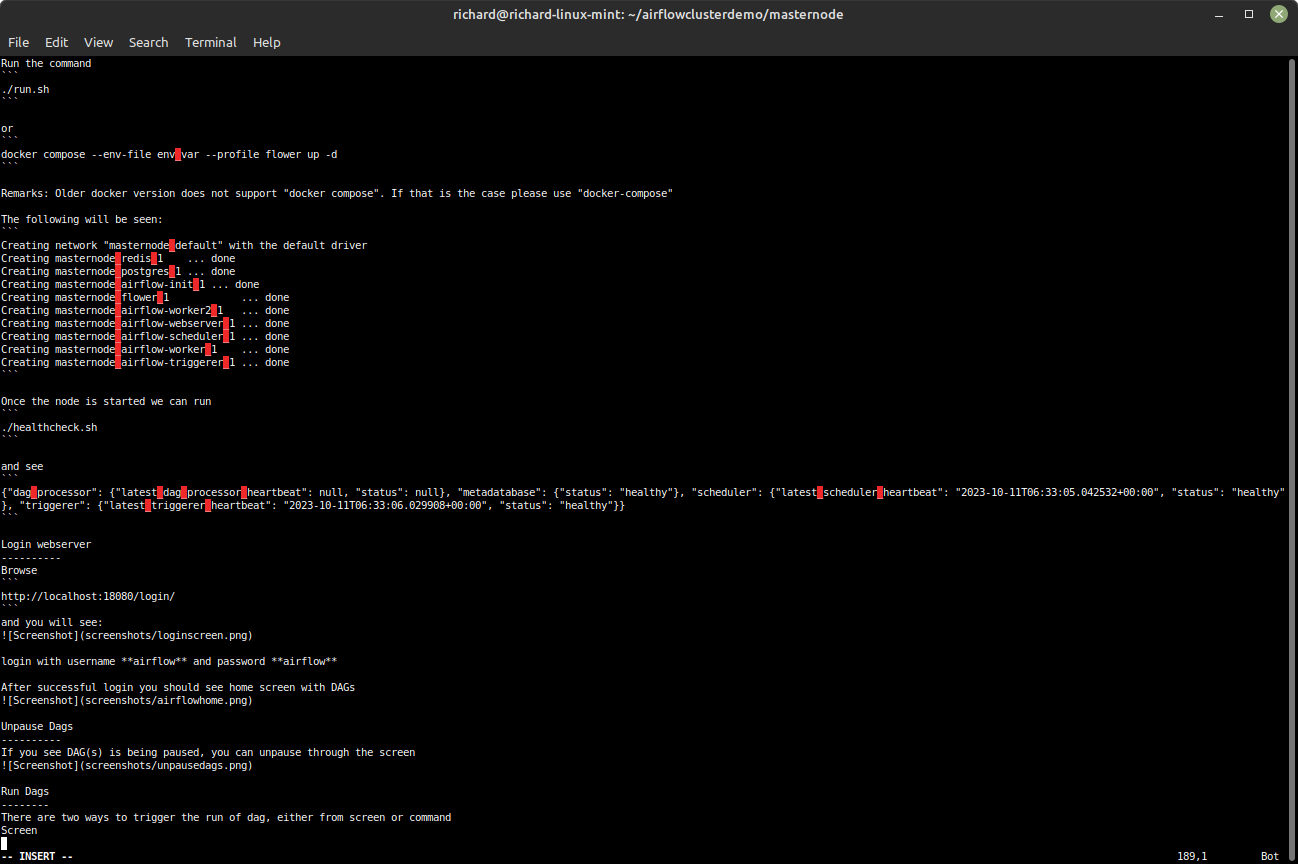 richard@richard-linux-mint: ~/airflowclusterdemo/masternode
File Edit View Search Terminal Help
Run the command
```
./run.sh
```
or
```
docker compose --env-file env_var --profile flower up -d
```
Remarks: Older docker version does not support "docker compose". If that is the case please use "docker-compose"
The following will be seen:
```
Creating network "masternode_default" with the default driver
Creating masternode_redis_1    ... done
Creating masternode_postgres_1 ... done
Creating masternode_airflow-init_1 ... done
Creating masternode_flower_1            ... done
Creating masternode_airflow-worker2_1   ... done
Creating masternode_airflow-webserver_1 ... done
Creating masternode_airflow-scheduler_1 ... done
Creating masternode_airflow-worker_1    ... done
Creating masternode_airflow-triggerer_1 ... done
```
Once the node is started we can run
```
./healthcheck.sh
```
and see
```
{"dag_processor": {"latest_dag_processor_heartbeat": null, "status": null}, "metadatabase": {"status": "healthy"}, "scheduler": {"latest_scheduler_heartbeat": "2023-10-11T06:33:05.042532+00:00", "status": "healthy"
}, "triggerer": {"latest_triggerer_heartbeat": "2023-10-11T06:33:06.029908+00:00", "status": "healthy"}}
```
Login webserver
----------
Browse
```
http://localhost:18080/login/
```
and you will see:
![Screenshot](screenshots/loginscreen.png)
login with username **airflow** and password **airflow**
After successful login you should see home screen with DAGs
![Screenshot](screenshots/airflowhome.png)
Unpause Dags
----------
If you see DAG(s) is being paused, you can unpause through the screen
![Screenshot](screenshots/unpausedags.png)
Run Dags
--------
There are two ways to trigger the run of dag, either from screen or command
Screen
-- INSERT -- 189,1 Bot